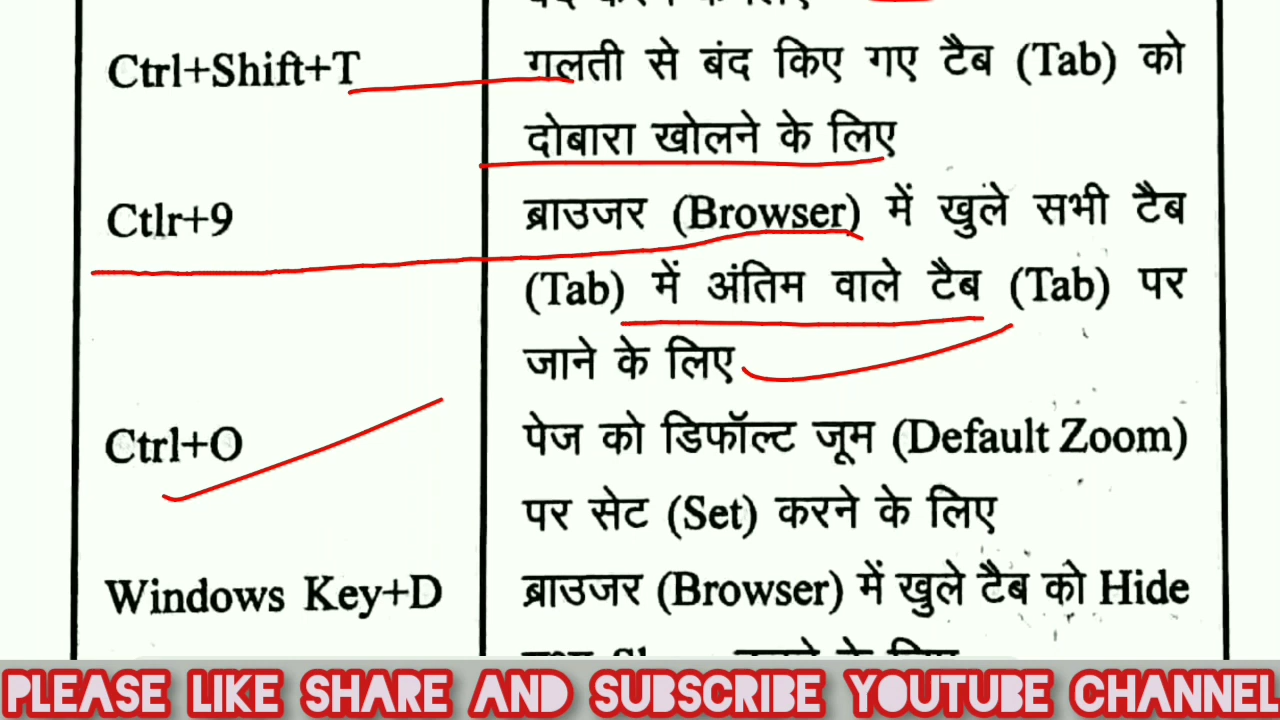 Ctrl+Shift+T
गलती से बंद किए गए टैब (Tab) को
दोबारा खोलने के लिए
Ctlr+9
ब्राउजर (Browser) में खुले सभी टैब
(Tab) में अंतिम वाले टैब (Tab) पर
जाने के लिए
Ctrl+O
पेज को डिफॉल्ट जूम (Default Zoom)
पर सेट (Set) करने के लिए
Windows Key+D
ब्राउजर (Browser) में खुले टैब को Hide
PLEASE LIKE SHARE AND SUBSCRIBE YOUTUBE CHANNEL